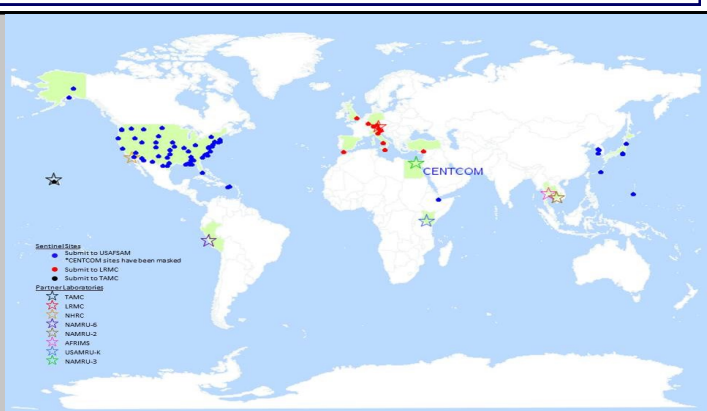 CENTCOM
Sentinel Sites
Submit to USAFSAM
*CENTCOM sites have been masked
Submit to LRMC
Submit to TAMC
Partner Laboratories
TAMC
LRMC
NHRC
NAMRU-6
NAMRU-2
AFRIMS
USAMRU-K
NAMRU-3